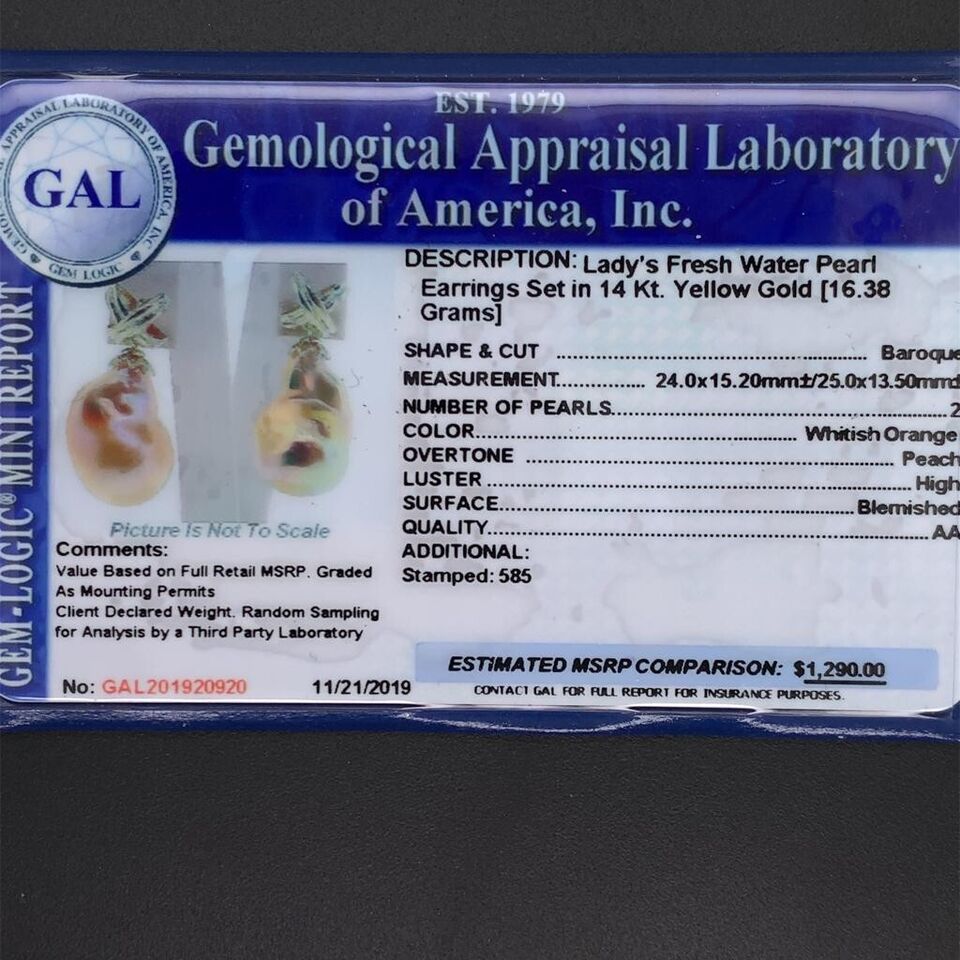 EST. 1979
Gemological Appraisal Laboratory
of America, Inc.
GAL
GEM LOGIC
GEM-LOGIC® MINI REPORT
DESCRIPTION: Lady's Fresh Water Pearl
Earrings Set in 14 Kt. Yellow Gold [16.38
Grams]
SHAPE & CUT ........ Baroque
MEASUREMENT........ 24.0x15.20mm±/25.0x13.50mm±
NUMBER OF PEARLS........ 2
COLOR........ Whitish Orange
OVERTONE ........ Peach
LUSTER ........ High
SURFACE........ Blemished
QUALITY........ AA
ADDITIONAL:
Stamped: 585
Picture Is Not To Scale
Comments:
Value Based on Full Retail MSRP. Graded
As Mounting Permits
Client Declared Weight. Random Sampling
for Analysis by a Third Party Laboratory
No: GAL201920920 11/21/2019
ESTIMATED MSRP COMPARISON: $1,290.00
CONTACT GAL FOR FULL REPORT FOR INSURANCE PURPOSES.